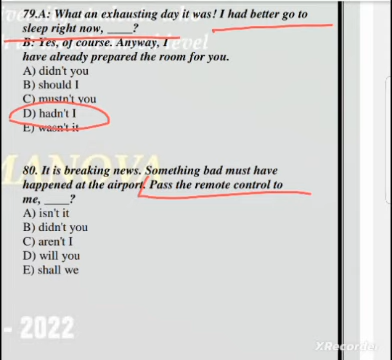 79.A: What an exhausting day it was! I had better go to
sleep right now, ____?
B: Yes, of course. Anyway, I
have already prepared the room for you.
A) didn't you
B) should I
C) mustn't you
D) hadn't I
E) wasn't it
80. It is breaking news. Something bad must have
happened at the airport. Pass the remote control to
me, ____?
A) isn't it
B) didn't you
C) aren't I
D) will you
E) shall we
MANOVA
- 2022
XRecorder